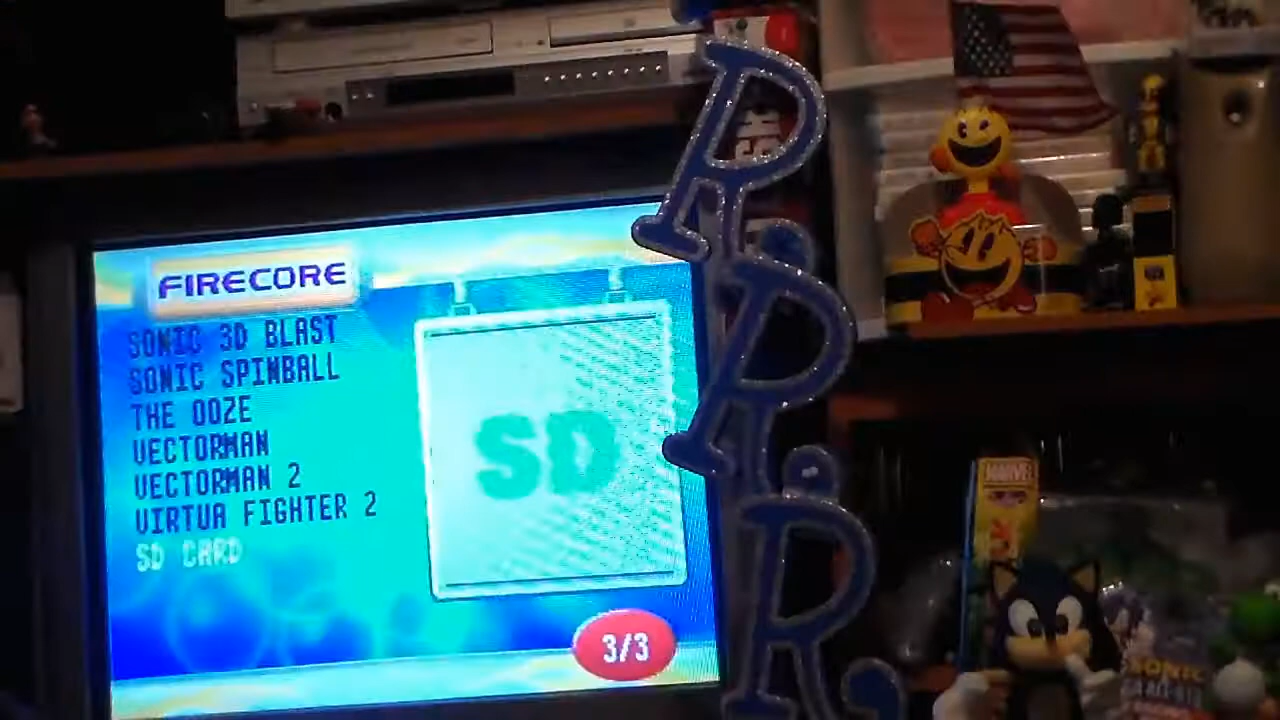 FIRECORE
SONIC 3D BLAST
SONIC SPINBALL
THE OOZE
VECTORMAN
VECTORMAN 2
VIRTUA FIGHTER 2
SD CARD
SD
3/3
R.
R.
R.
MARVEL
SONIC